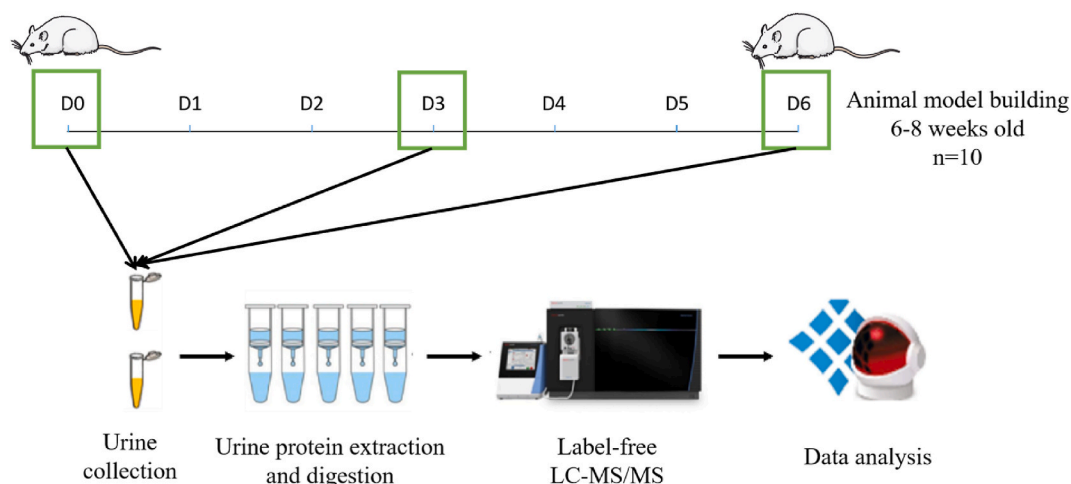 D0 D1 D2 D3 D4 D5 D6
Animal model building
6-8 weeks old
n=10
Urine
collection
Urine protein extraction
and digestion
Label-free
LC-MS/MS
Data analysis